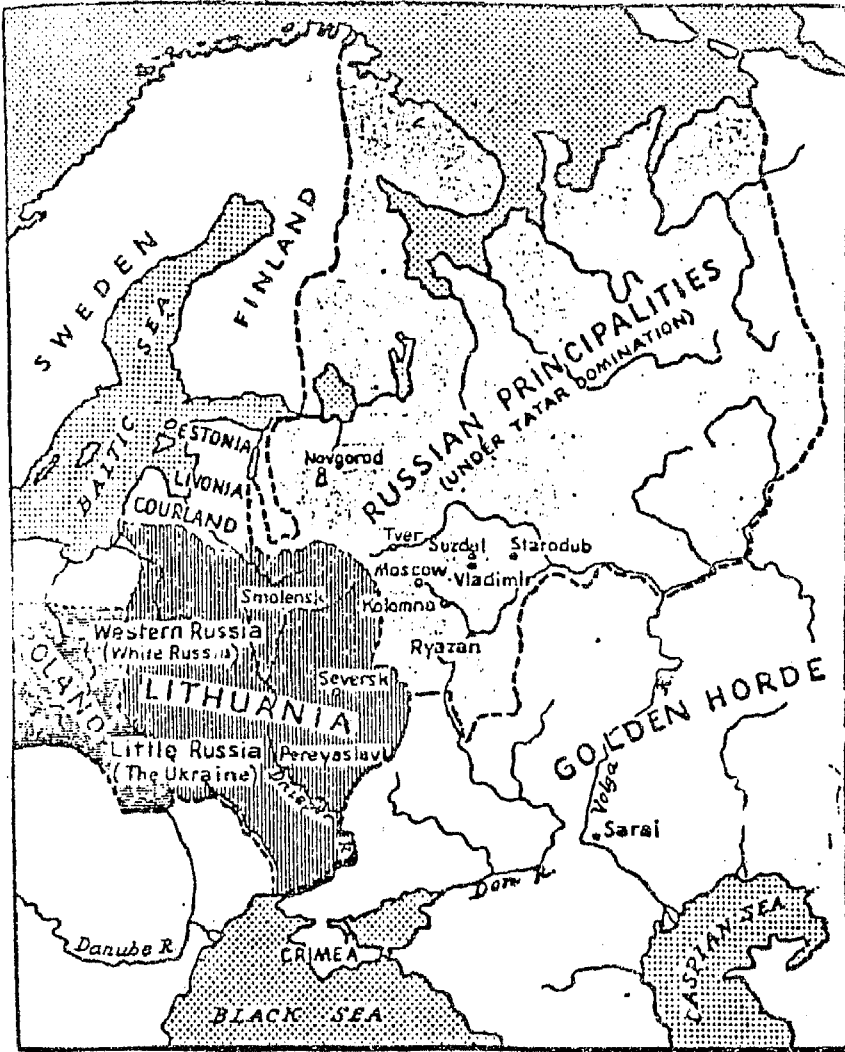 SWEDEN
FINLAND
BALTIC SEA
ESTONIA
LIVONIA
COURLAND
RUSSIAN PRINCIPALITIES
(UNDER TATAR DOMINATION)
Novgorod
Tver
Suzdal
Starodub
Moscow
Vladimir
Kolomna
Ryazan
Smolensk
Western Russia
(White Russia)
Seversk
OLAND
LITHUANIA
Little Russia
(The Ukraine)
Pereyaslavl
Dnieper R.
GOLDEN HORDE
Volga
R.
Sarai
Don R.
Danube R.
CRIMEA
BLACK SEA
CASPIAN SEA